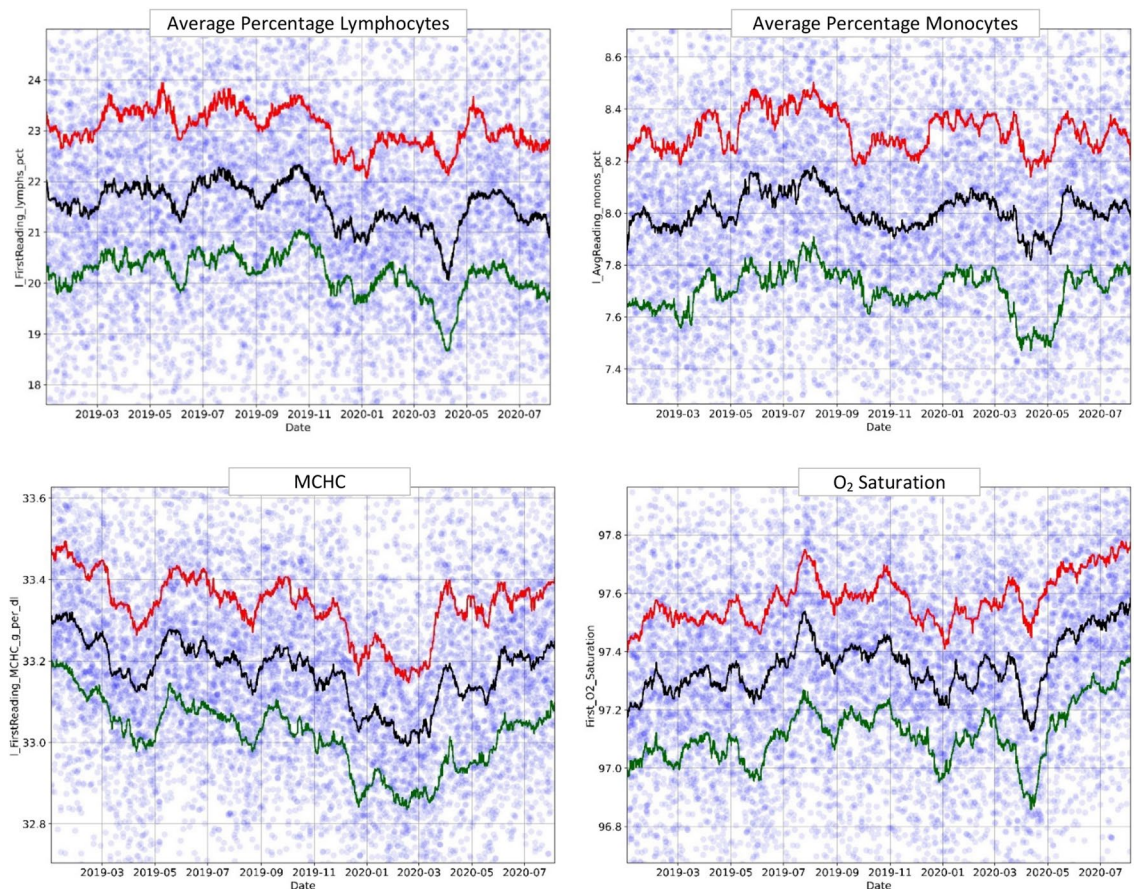 Average Percentage Lymphocytes
24
23
22
21
20
19
18
l_FirstReading_lymphs_pct
2019-03 2019-05 2019-07 2019-09 2019-11 2020-01 2020-03 2020-05 2020-07
Date
Average Percentage Monocytes
8.6
8.4
8.2
8.0
7.8
7.6
7.4
l_AvgReading_monos_pct
2019-03 2019-05 2019-07 2019-09 2019-11 2020-01 2020-03 2020-05 2020-07
Date
MCHC
33.6
33.4
33.2
33.0
32.8
l_FirstReading_MCHC_g_per_dl
2019-03 2019-05 2019-07 2019-09 2019-11 2020-01 2020-03 2020-05 2020-07
Date
O₂ Saturation
97.8
97.6
97.4
97.2
97.0
96.8
First_O2_Saturation
2019-03 2019-05 2019-07 2019-09 2019-11 2020-01 2020-03 2020-05 2020-07
Date